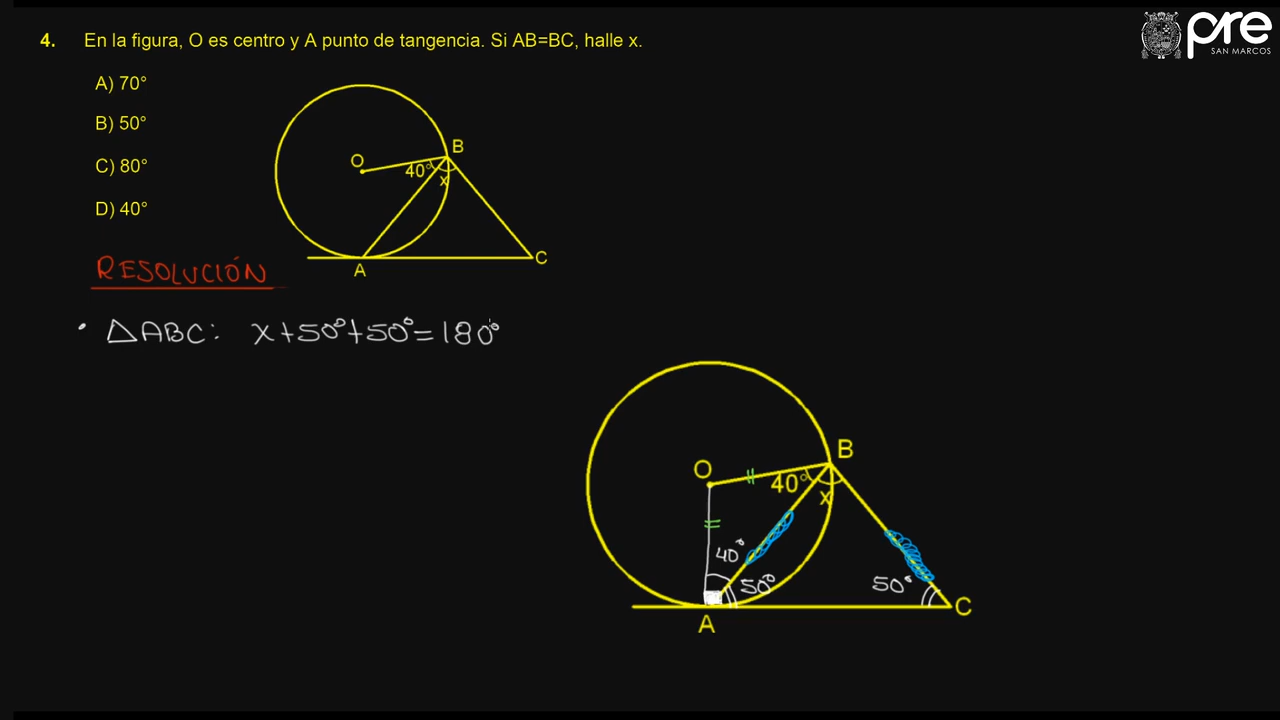 4. En la figura, O es centro y A punto de tangencia. Si AB=BC, halle x.
pre
SAN MARCOS
A) 70°
B) 50°
C) 80°
D) 40°
B
O
40°
x
A
C
RESOLUCIÓN
• △ABC: x+50°+50°=180°
B
O
40°
x
40°
50°
50°
A
C